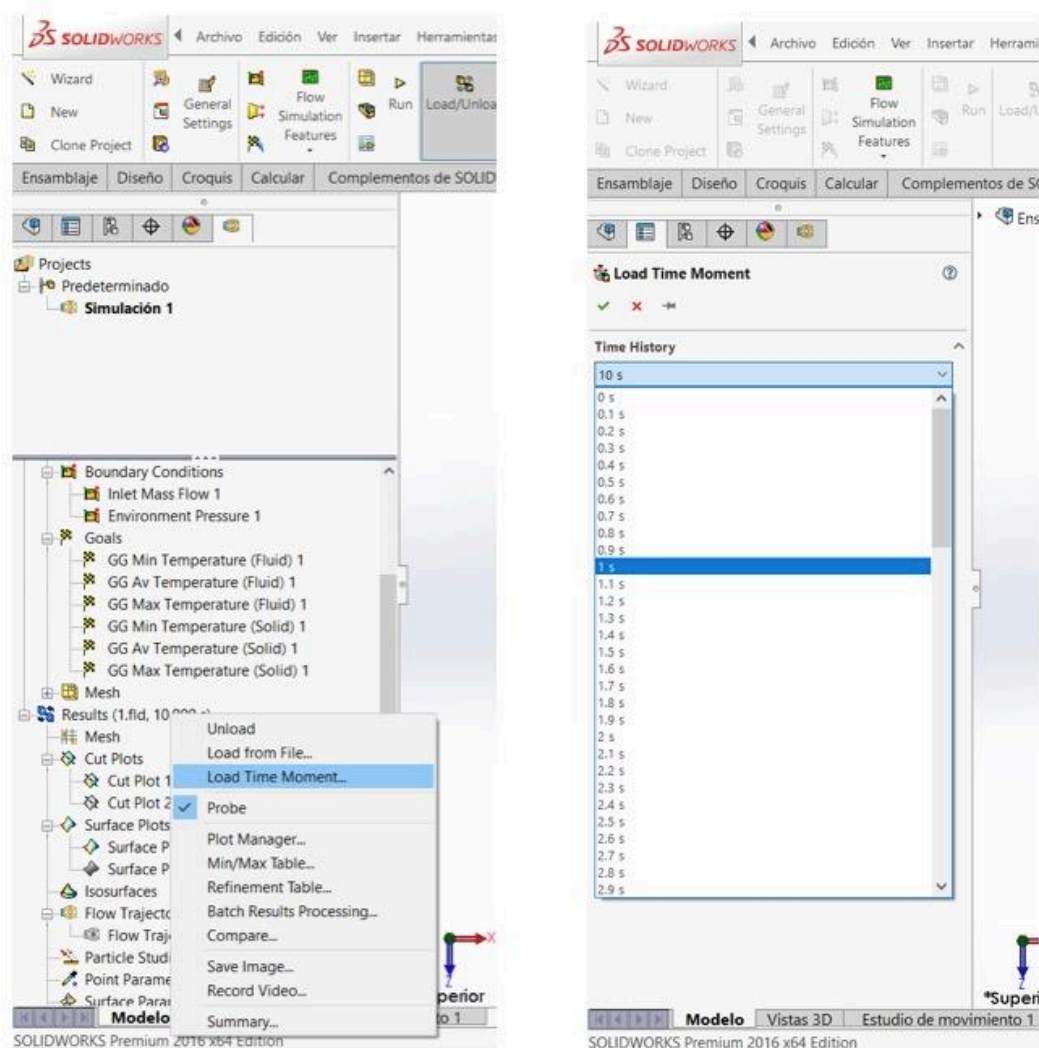 SOLIDWORKS Archivo Edición Ver Insertar Herramientas
Wizard
New
Clone Project
General Settings
Flow Simulation Features
Run
Ensamblaje Diseño Croquis Calcular Complementos de SOLID
Projects
Predeterminado
Simulación 1
Boundary Conditions
Inlet Mass Flow 1
Environment Pressure 1
Goals
GG Min Temperature (Fluid) 1
GG Av Temperature (Fluid) 1
GG Max Temperature (Fluid) 1
GG Min Temperature (Solid) 1
GG Av Temperature (Solid) 1
GG Max Temperature (Solid) 1
Mesh
Results (1.fld,
Mesh
Cut Plots
Cut Plot 1
Cut Plot 2
Surface Plots
Surface P
Surface P
Isosurfaces
Flow Trajecto
Flow Traj
Particle Studi
Point Parame
Surface Para
Unload
Load from File...
Load Time Moment...
Probe
Plot Manager...
Min/Max Table...
Refinement Table...
Batch Results Processing...
Compare...
Save Image...
Record Video...
Summary...
X
Z
perior
Modelo
to 1
SOLIDWORKS Premium 2016 x64 Edition
SOLIDWORKS Archivo Edición Ver Insertar Herrami
Wizard
New
Clone Project
General Settings
Flow Simulation Features
Run
Ensamblaje Diseño Croquis Calcular Complementos de S
Ens
Load Time Moment
Time History
10 s
0 s
0.1 s
0.2 s
0.3 s
0.4 s
0.5 s
0.6 s
0.7 s
0.8 s
0.9 s
1 s
1.1 s
1.2 s
1.3 s
1.4 s
1.5 s
1.6 s
1.7 s
1.8 s
1.9 s
2 s
2.1 s
2.2 s
2.3 s
2.4 s
2.5 s
2.6 s
2.7 s
2.8 s
2.9 s
Z
*Superi
Modelo Vistas 3D Estudio de movimiento 1
SOLIDWORKS Premium 2016 x64 Edition